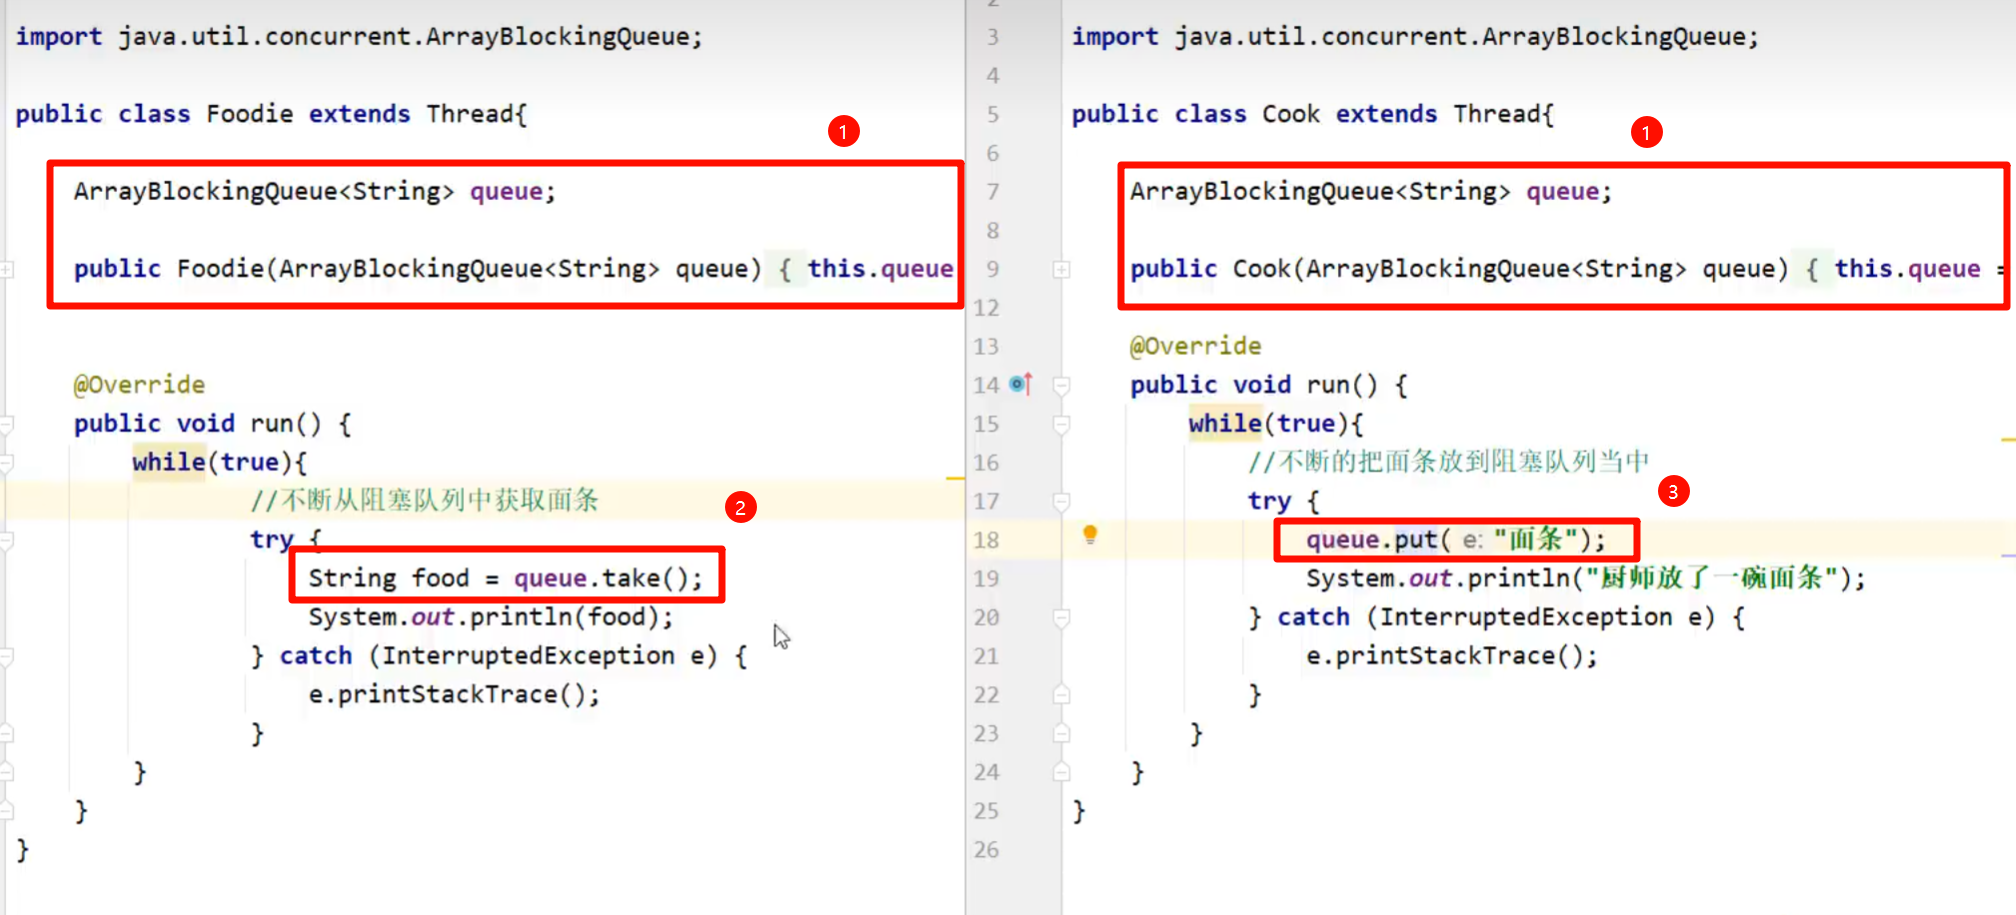 import java.util.concurrent.ArrayBlockingQueue;
public class Foodie extends Thread{
1
ArrayBlockingQueue<String> queue;
public Foodie(ArrayBlockingQueue<String> queue) { this.queue
@Override
public void run() {
while(true){
//不断从阻塞队列中获取面条
2
try {
String food = queue.take();
System.out.println(food);
} catch (InterruptedException e) {
e.printStackTrace();
}
}
}
}
3 import java.util.concurrent.ArrayBlockingQueue;
4
5 public class Cook extends Thread{
1
6
7 ArrayBlockingQueue<String> queue;
8
9 public Cook(ArrayBlockingQueue<String> queue) { this.queue =
12
13 @Override
14 public void run() {
15 while(true){
16 //不断的把面条放到阻塞队列当中
17 try {
3
18 queue.put( e: "面条");
19 System.out.println("厨师放了一碗面条");
20 } catch (InterruptedException e) {
21 e.printStackTrace();
22 }
23 }
24 }
25 }
26